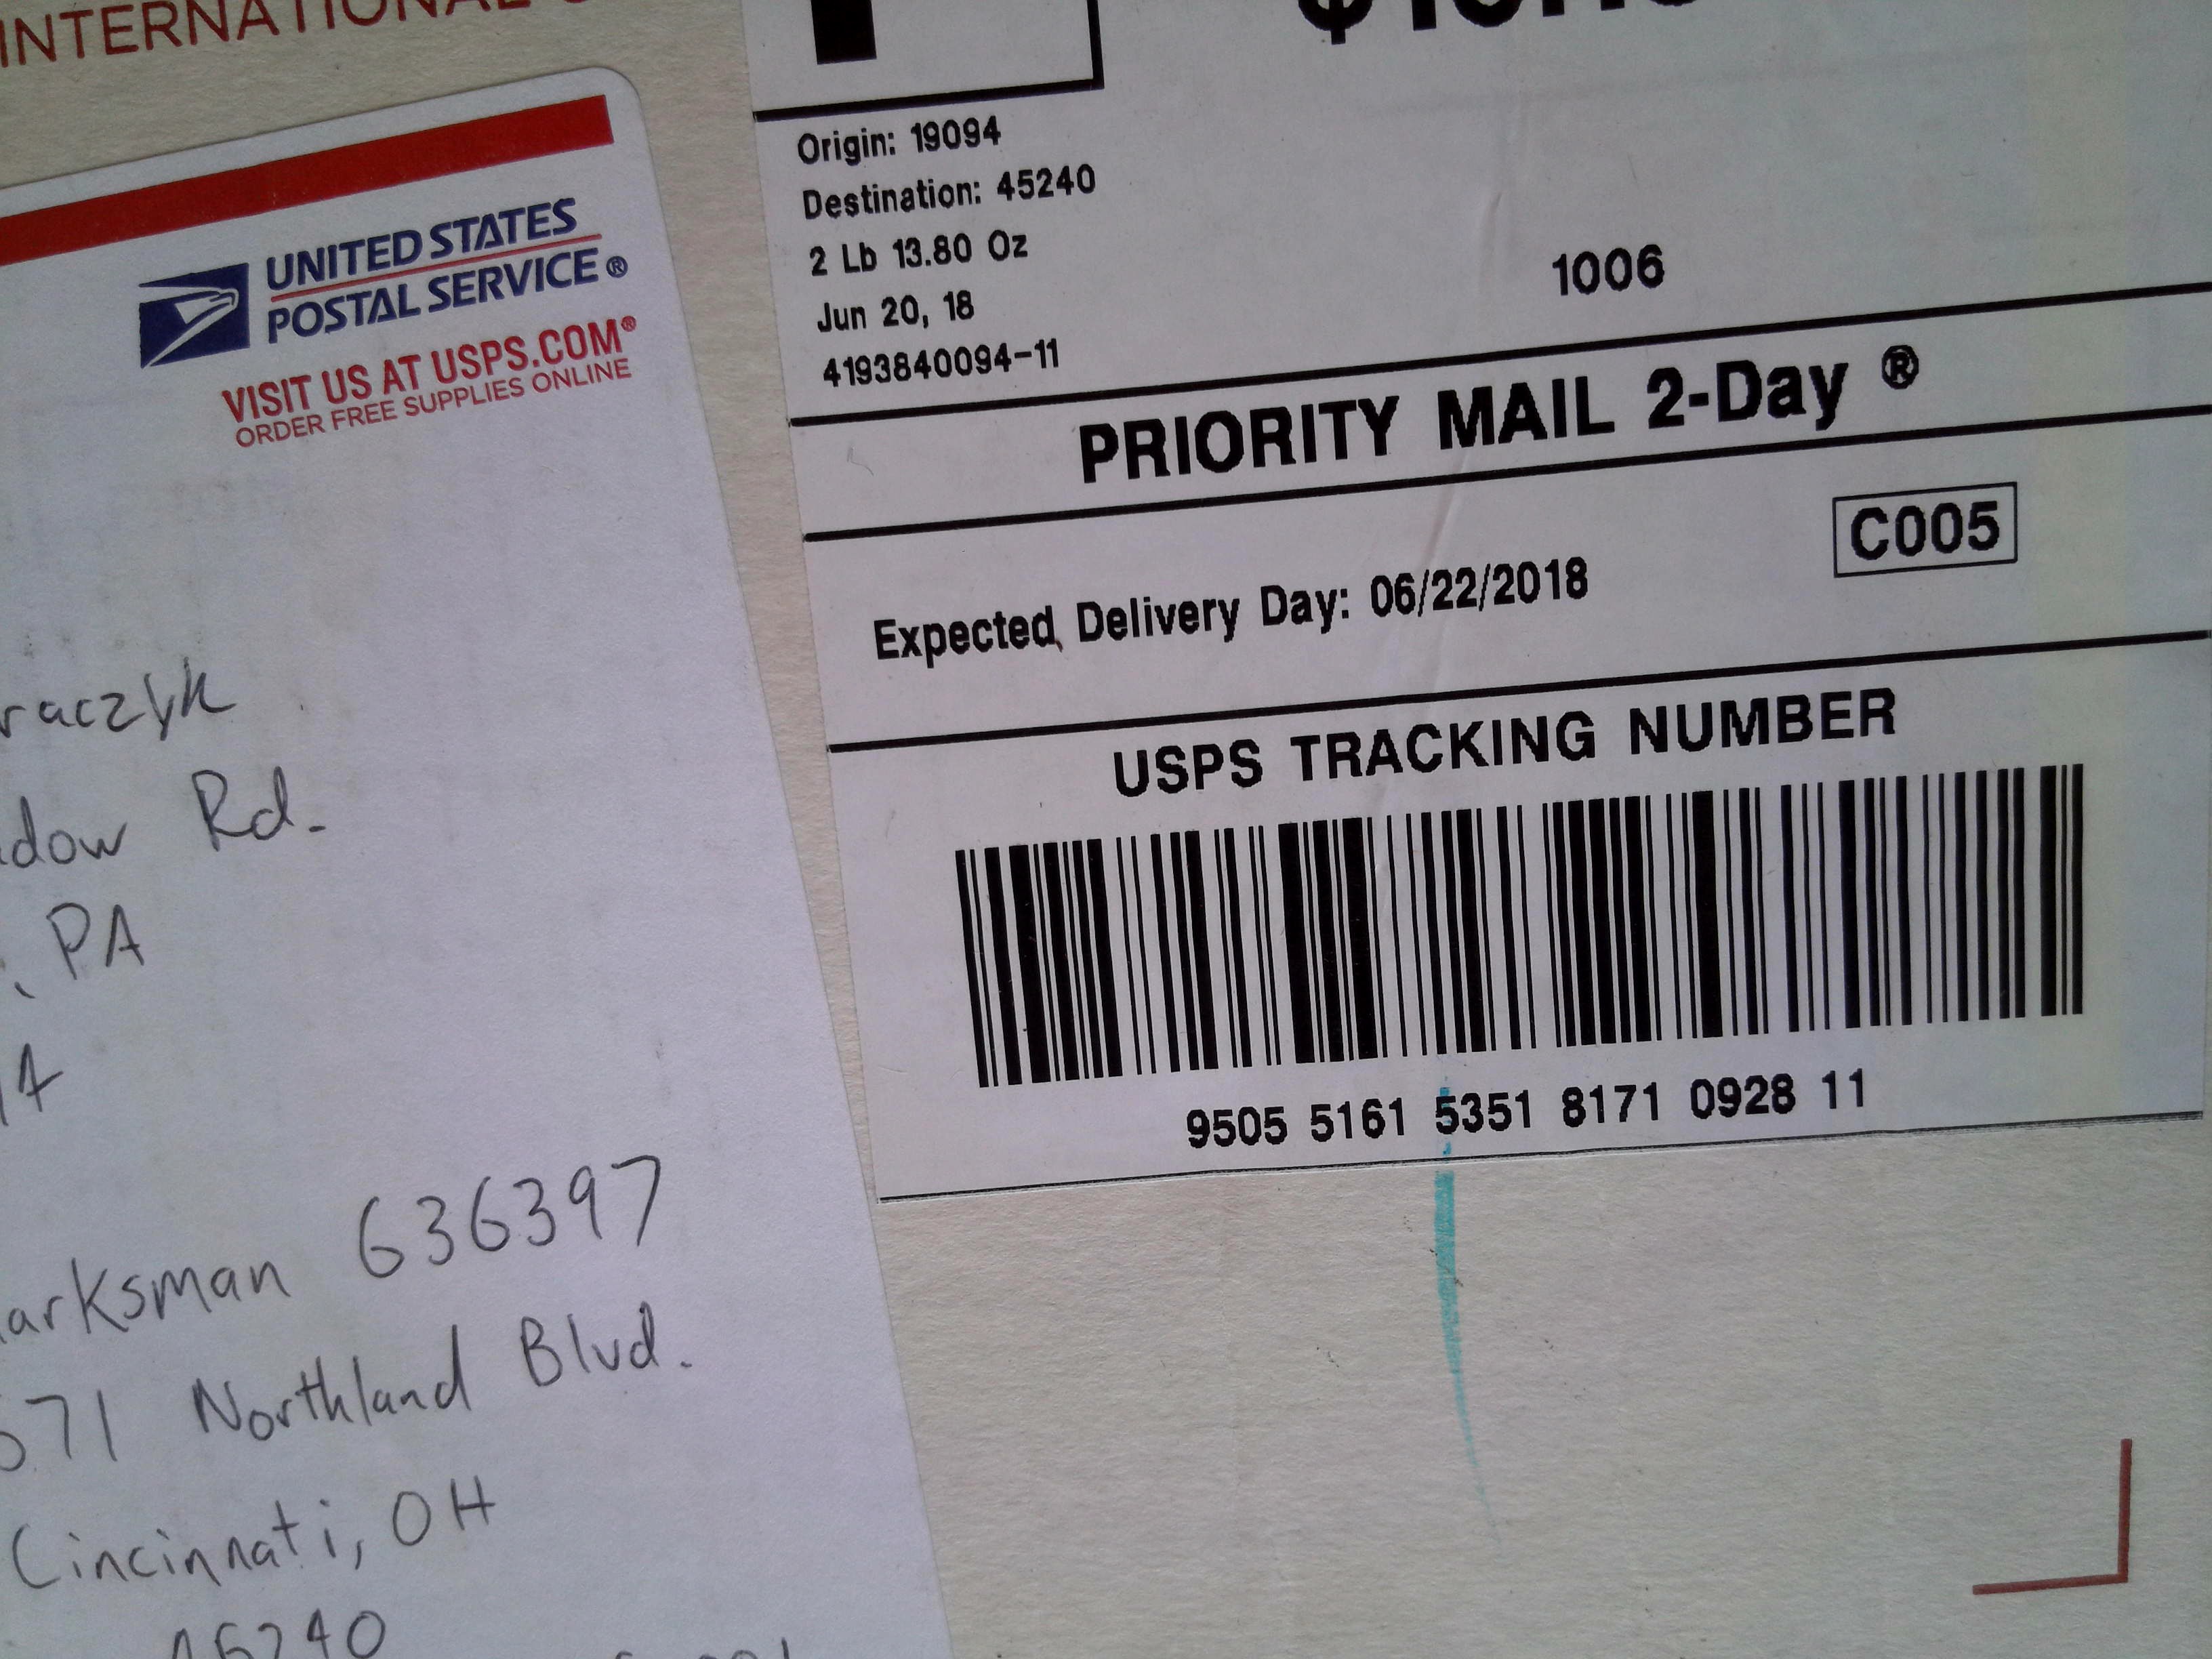 INTERNATIONAL
UNITED STATES
POSTAL SERVICE®
VISIT US AT USPS.COM®
ORDER FREE SUPPLIES ONLINE
raczyk
dow Rd.
, PA
arksman 636397
571 Northland Blvd.
Cincinnati, OH
45240
Origin: 19094
Destination: 45240
2 Lb 13.80 Oz
Jun 20, 18
4193840094-11
1006
PRIORITY MAIL 2-Day ®
C005
Expected Delivery Day: 06/22/2018
USPS TRACKING NUMBER
9505 5161 5351 8171 0928 11